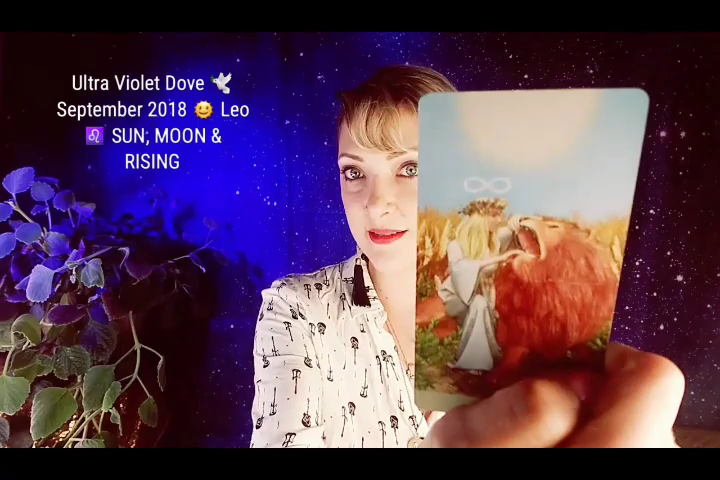 Ultra Violet Dove 🕊️
September 2018 🌞 Leo
♌ SUN, MOON &
RISING